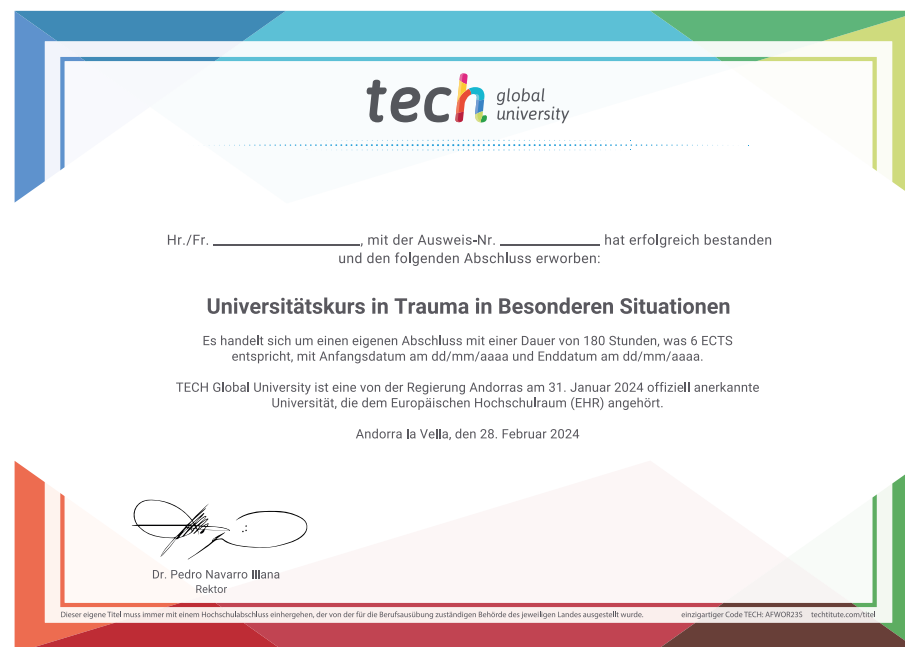 tech global university
Hr./Fr. ____________________, mit der Ausweis-Nr. ______________ hat erfolgreich bestanden
und den folgenden Abschluss erworben:
Universitätskurs in Trauma in Besonderen Situationen
Es handelt sich um einen eigenen Abschluss mit einer Dauer von 180 Stunden, was 6 ECTS
entspricht, mit Anfangsdatum am dd/mm/aaaa und Enddatum am dd/mm/aaaa.
TECH Global University ist eine von der Regierung Andorras am 31. Januar 2024 offiziell anerkannte
Universität, die dem Europäischen Hochschulraum (EHR) angehört.
Andorra la Vella, den 28. Februar 2024
Dr. Pedro Navarro Illana
Rektor
Dieser eigene Titel muss immer mit einem Hochschulabschluss einhergehen, der von der für die Berufsausübung zuständigen Behörde des jeweiligen Landes ausgestellt wurde. einzigartiger Code TECH: AFWOR23S techtitute.com/titel